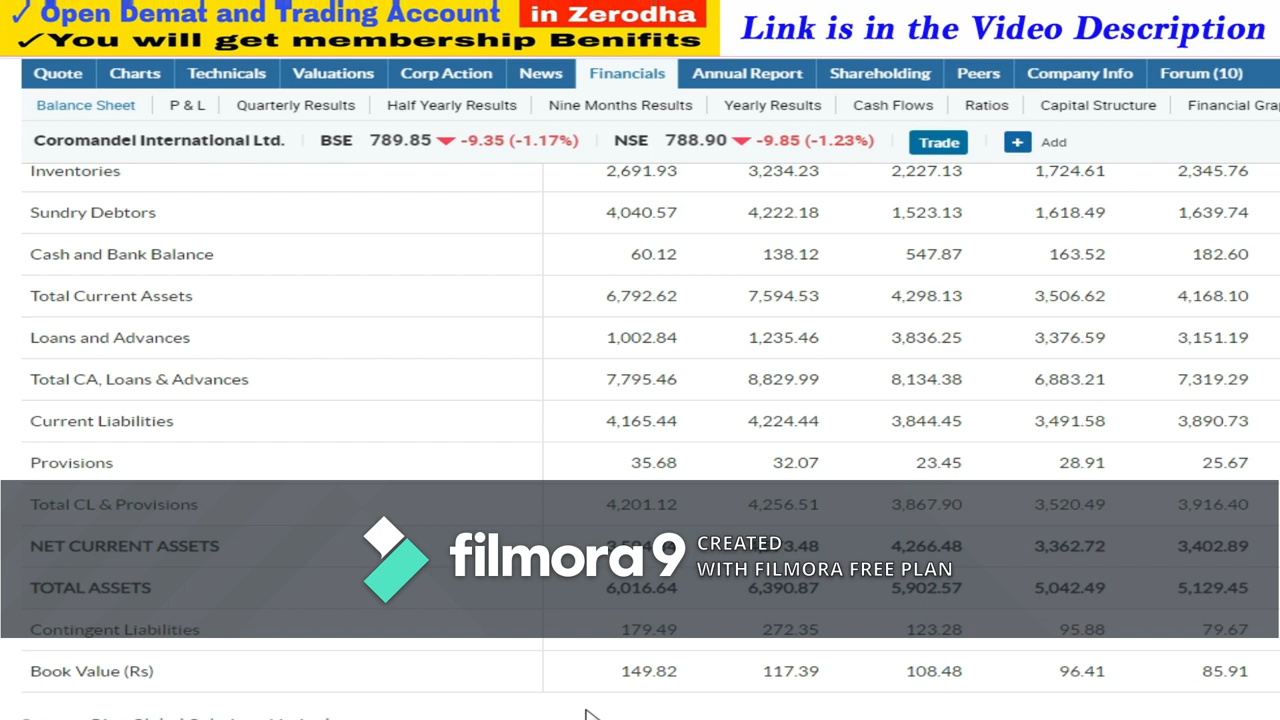 ✓ Open Demat and Trading Account in Zerodha
✓You will get membership Benifits
Link is in the Video Description
Quote Charts Technicals Valuations Corp Action News Financials Annual Report Shareholding Peers Company Info Forum (10)
Balance Sheet P & L Quarterly Results Half Yearly Results Nine Months Results Yearly Results Cash Flows Ratios Capital Structure Financial
Coromandel International Ltd. BSE 789.85 -9.35 (-1.17%) NSE 788.90 -9.85 (-1.23%) Trade + Add
Inventories 2,691.93 3,234.23 2,227.13 1,724.61 2,345.76
Sundry Debtors 4,040.57 4,222.18 1,523.13 1,618.49 1,639.74
Cash and Bank Balance 60.12 138.12 547.87 163.52 182.60
Total Current Assets 6,792.62 7,594.53 4,298.13 3,506.62 4,168.10
Loans and Advances 1,002.84 1,235.46 3,836.25 3,376.59 3,151.19
Total CA, Loans & Advances 7,795.46 8,829.99 8,134.38 6,883.21 7,319.29
Current Liabilities 4,165.44 4,224.44 3,844.45 3,491.58 3,890.73
Provisions 35.68 32.07 23.45 28.91 25.67
Total CL & Provisions 4,201.12 4,256.51 3,867.90 3,520.49 3,916.40
NET CURRENT ASSETS 4,266.48 3,362.72 3,402.89
filmora 9 CREATED
WITH FILMORA FREE PLAN
TOTAL ASSETS 6,016.64 6,390.87 5,902.57 5,042.49 5,129.45
Contingent Liabilities 179.49 272.35 123.28 95.88 79.67
Book Value (Rs) 149.82 117.39 108.48 96.41 85.91